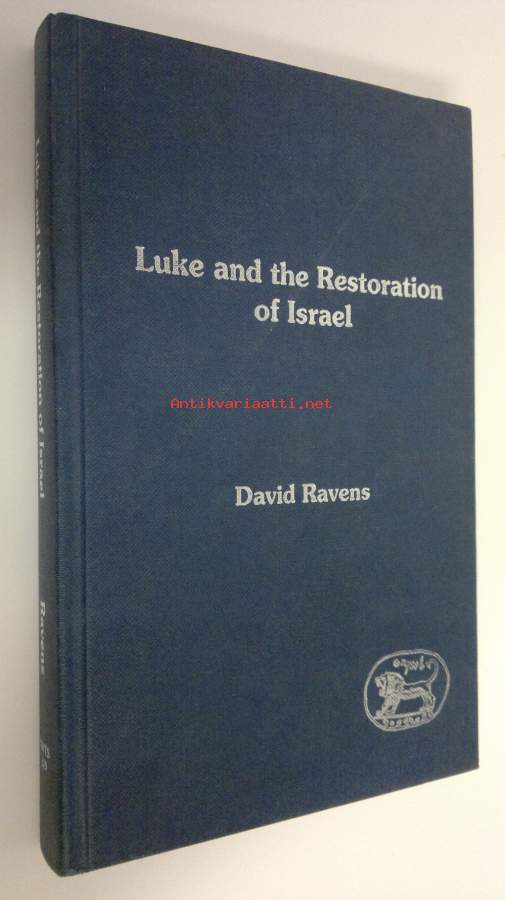 Luke and the Restoration
of Israel
Antikvariaatti.net
David Ravens
Luke and the Restoration of Israel
Ravens